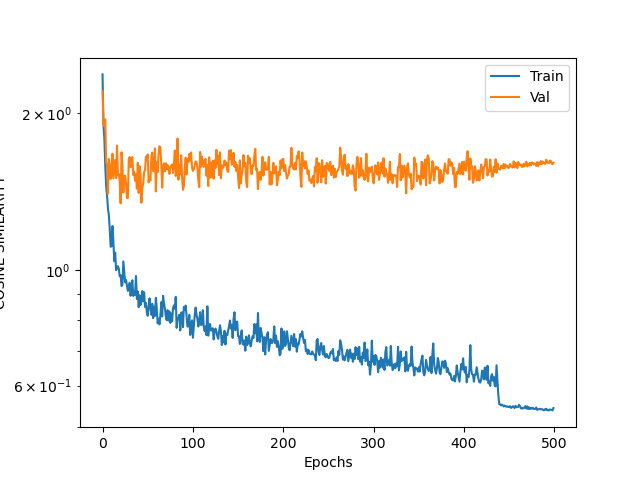 Train
Val
2 × 10⁰
10⁰
6 × 10⁻¹
COSINE SIMILARITY
0 100 200 300 400 500
Epochs